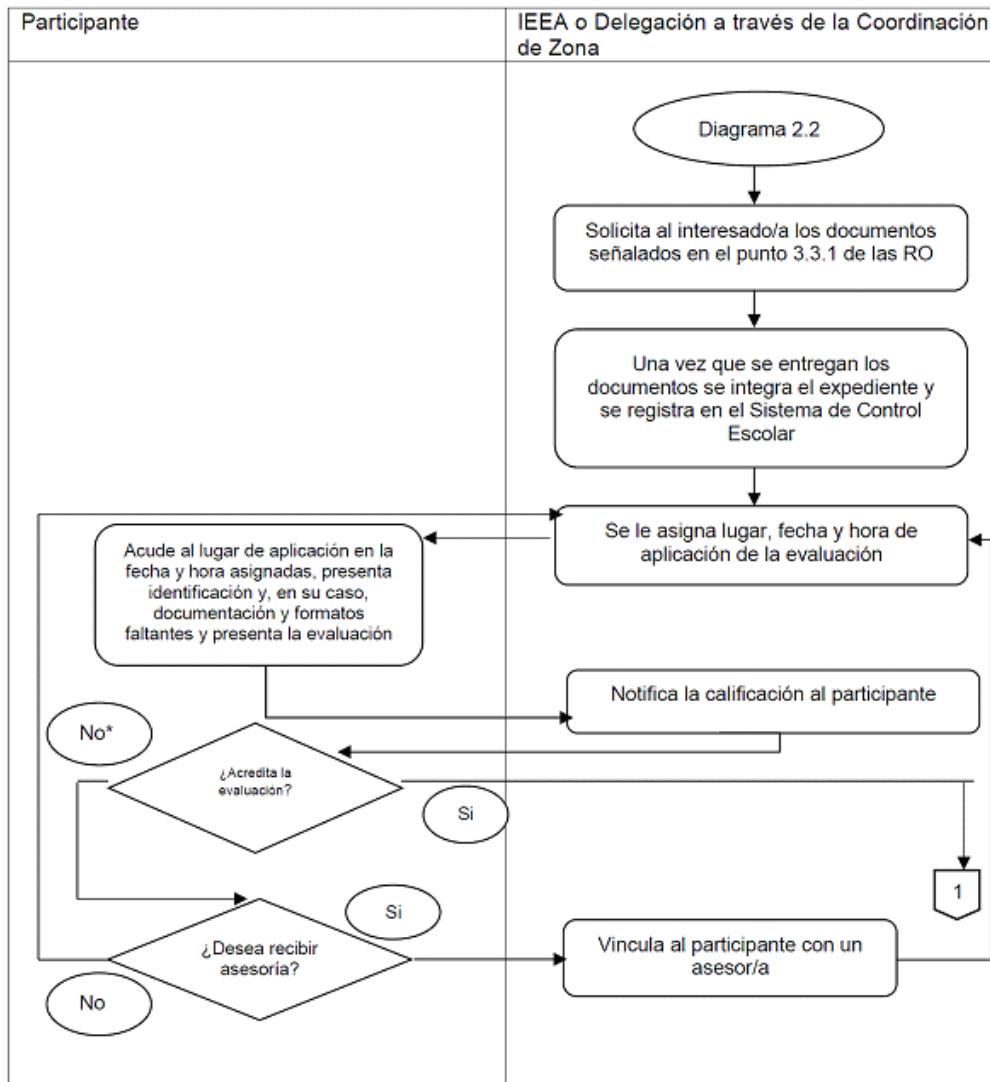 Participante
IEEA o Delegación a través de la Coordinación
de Zona
Diagrama 2.2
Solicita al interesado/a los documentos
señalados en el punto 3.3.1 de las RO
Una vez que se entregan los
documentos se integra el expediente y
se registra en el Sistema de Control
Escolar
Se le asigna lugar, fecha y hora de
aplicación de la evaluación
Acude al lugar de aplicación en la
fecha y hora asignadas, presenta
identificación y, en su caso,
documentación y formatos
faltantes y presenta la evaluación
Notifica la calificación al participante
No*
¿Acredita la
evaluación?
Si
1
Si
¿Desea recibir
asesoría?
No
Vincula al participante con un
asesor/a